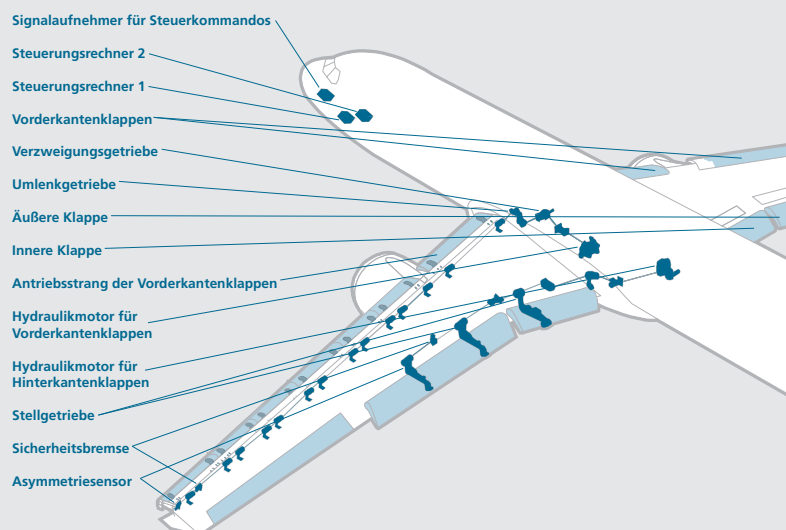 Signalaufnehmer für Steuerkommandos
Steuerungsrechner 2
Steuerungsrechner 1
Vorderkantenklappen
Verzweigungsgetriebe
Umlenkgetriebe
Äußere Klappe
Innere Klappe
Antriebsstrang der Vorderkantenklappen
Hydraulikmotor für
Vorderkantenklappen
Hydraulikmotor für
Hinterkantenklappen
Stellgetriebe
Sicherheitsbremse
Asymmetriesensor